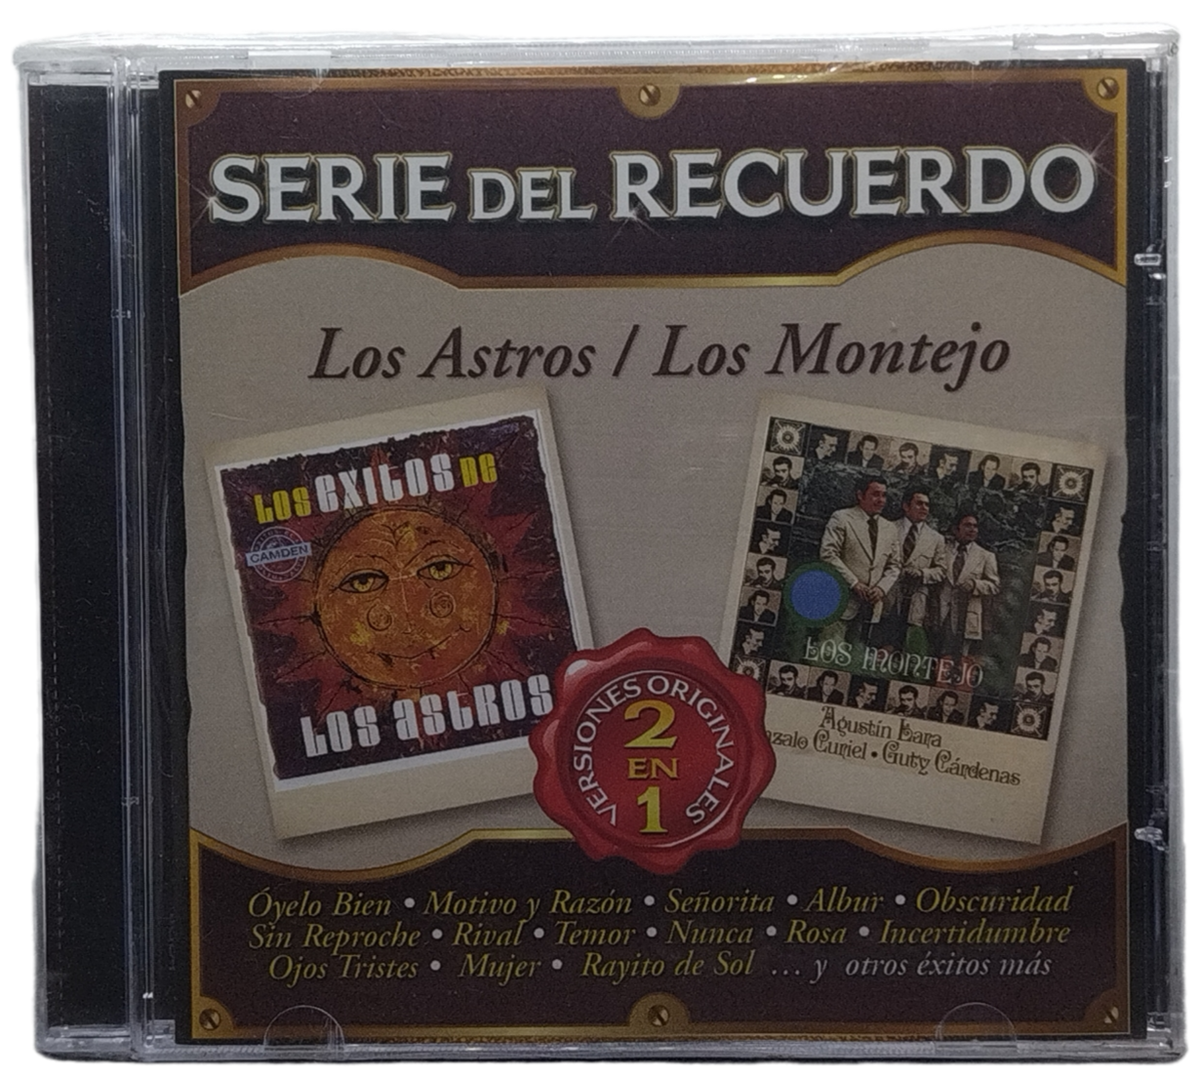 SERIE DEL RECUERDO
Los Astros / Los Montejo
LOS EXITOS DE
CAMDEN
LOS ASTROS
LOS MONTEJO
Agustín Lara
Curiel • Guty Cárdenas
VERSIONES ORIGINALES
2
EN
1
Óyelo Bien • Motivo y Razón • Señorita • Albur • Obscuridad
Sin Reproche • Rival • Temor • Nunca • Rosa • Incertidumbre
Ojos Tristes • Mujer • Rayito de Sol ... y otros éxitos más